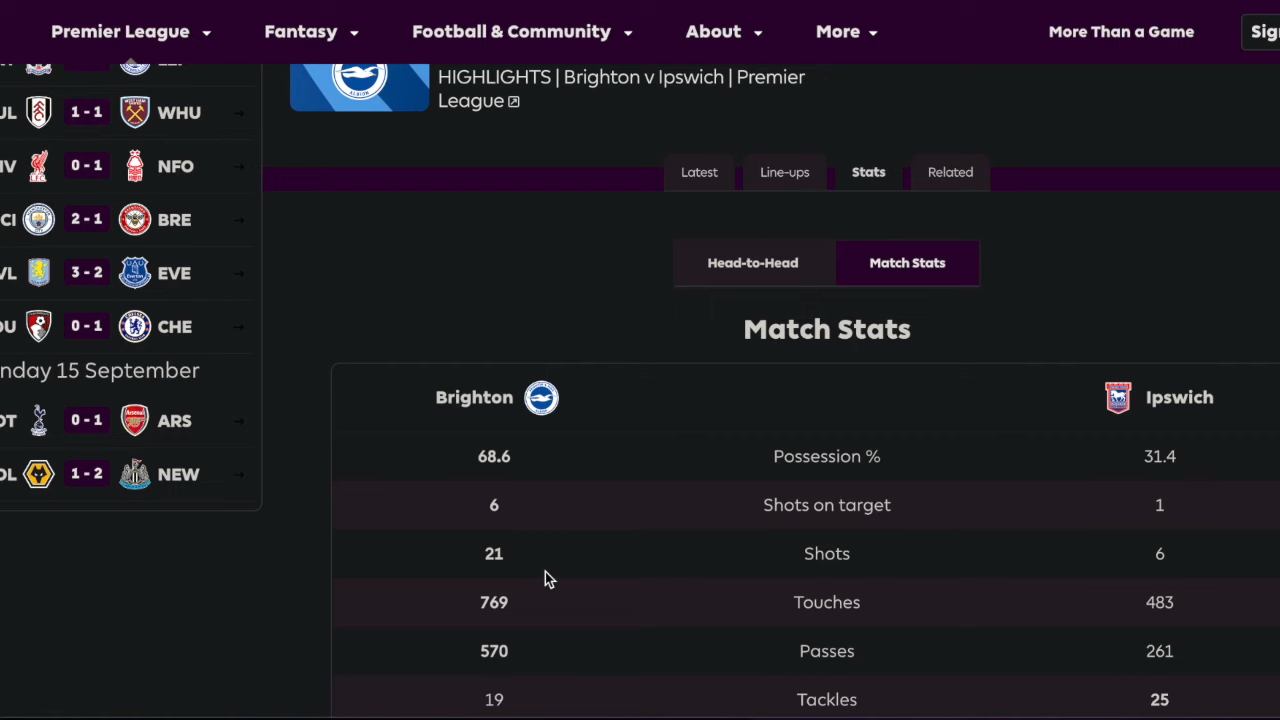 Premier League
Fantasy
Football & Community
About
More
More Than a Game
Sig
HIGHLIGHTS | Brighton v Ipswich | Premier
League
UL 1 - 1 WHU
0 - 1 NFO
CI 2 - 1 BRE
VL 3 - 2 EVE
OU 0 - 1 CHE
nday 15 September
OT 0 - 1 ARS
OL 1 - 2 NEW
Latest
Line-ups
Stats
Related
Head-to-Head
Match Stats
Match Stats
Brighton Ipswich
68.6 Possession % 31.4
6 Shots on target 1
21 Shots 6
769 Touches 483
570 Passes 261
19 Tackles 25